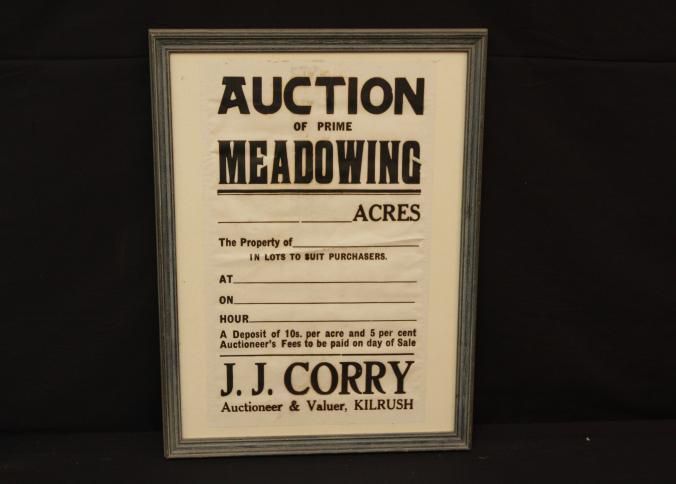 AUCTION
OF PRIME
MEADOWING
ACRES
The Property of
IN LOTS TO SUIT PURCHASERS.
AT
ON
HOUR
A Deposit of 10s. per acre and 5 per cent
Auctioneer's Fees to be paid on day of Sale
J. J. CORRY
Auctioneer & Valuer, KILRUSH